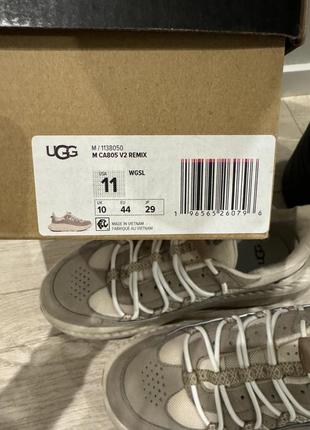 UGG
M / 1138050
M CA805 V2 REMIX
USA 11 WGSL
UK 10 EU 44 JP 29
MADE IN VIETNAM
FABRIQUÉ AU VIETNAM
1 96565 26079 6
UGG